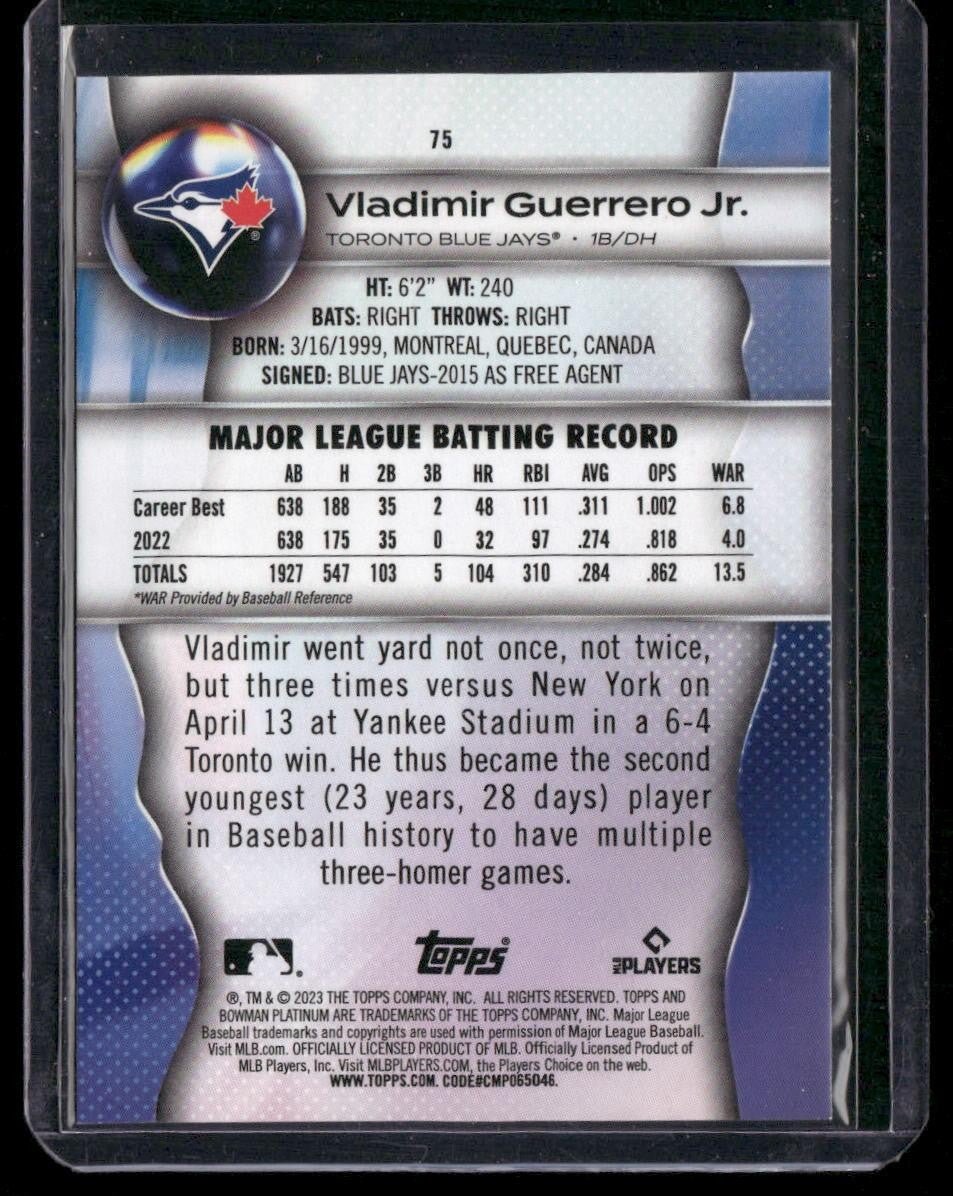 75
Vladimir Guerrero Jr.
TORONTO BLUE JAYS® · 1B/DH
®
HT: 6'2" WT: 240
BATS: RIGHT THROWS: RIGHT
BORN: 3/16/1999, MONTREAL, QUEBEC, CANADA
SIGNED: BLUE JAYS-2015 AS FREE AGENT
MAJOR LEAGUE BATTING RECORD
AB H 2B 3B HR RBI AVG OPS WAR
Career Best 638 188 35 2 48 111 .311 1.002 6.8
2022 638 175 35 0 32 97 .274 .818 4.0
TOTALS 1927 547 103 5 104 310 .284 .862 13.5
*WAR Provided by Baseball Reference
Vladimir went yard not once, not twice,
but three times versus New York on
April 13 at Yankee Stadium in a 6-4
Toronto win. He thus became the second
youngest (23 years, 28 days) player
in Baseball history to have multiple
three-homer games.
® Topps® MLB PLAYERS
®, TM & © 2023 THE TOPPS COMPANY, INC. ALL RIGHTS RESERVED. TOPPS AND
BOWMAN PLATINUM ARE TRADEMARKS OF THE TOPPS COMPANY, INC. Major League
Baseball trademarks and copyrights are used with permission of Major League Baseball.
Visit MLB.com. OFFICIALLY LICENSED PRODUCT OF MLB. Officially Licensed Product of
MLB Players, Inc. Visit MLBPLAYERS.COM, the Players Choice on the web.
WWW.TOPPS.COM. CODE#CMP065046.